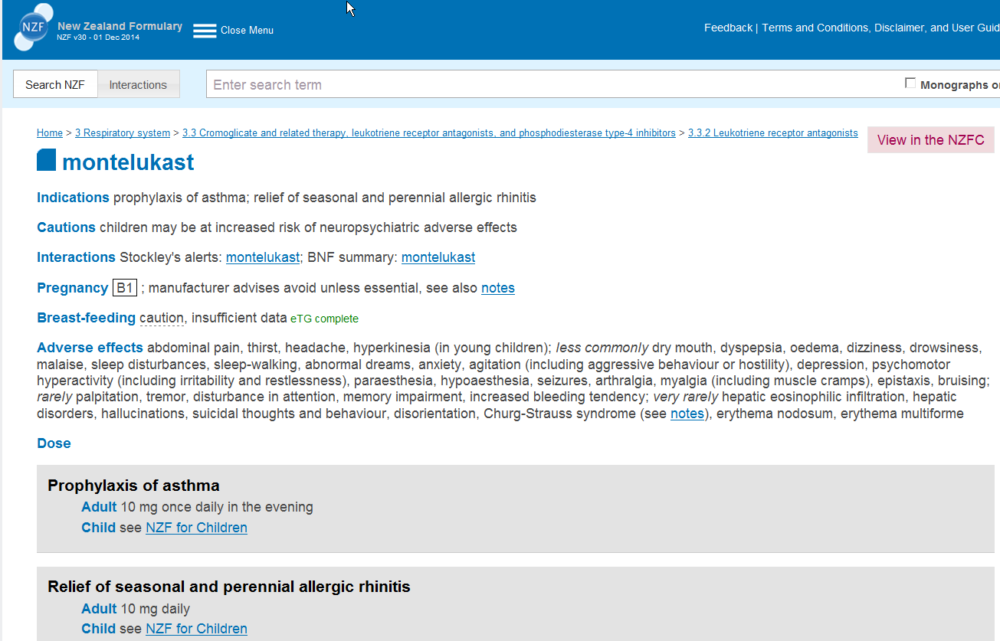 NZF
New Zealand Formulary
NZF v30 - 01 Dec 2014
Close Menu
Feedback | Terms and Conditions, Disclaimer, and User Guid
Search NZF
Interactions
Enter search term
Monographs
Home > 3 Respiratory system > 3.3 Cromoglicate and related therapy, leukotriene receptor antagonists, and phosphodiesterase type-4 inhibitors > 3.3.2 Leukotriene receptor antagonists
View in the NZFC
montelukast
Indications prophylaxis of asthma; relief of seasonal and perennial allergic rhinitis
Cautions children may be at increased risk of neuropsychiatric adverse effects
Interactions Stockley's alerts: montelukast; BNF summary: montelukast
Pregnancy B1 ; manufacturer advises avoid unless essential, see also notes
Breast-feeding caution, insufficient data eTG complete
Adverse effects abdominal pain, thirst, headache, hyperkinesia (in young children); less commonly dry mouth, dyspepsia, oedema, dizziness, drowsiness,
malaise, sleep disturbances, sleep-walking, abnormal dreams, anxiety, agitation (including aggressive behaviour or hostility), depression, psychomotor
hyperactivity (including irritability and restlessness), paraesthesia, hypoaesthesia, seizures, arthralgia, myalgia (including muscle cramps), epistaxis, bruising;
rarely palpitation, tremor, disturbance in attention, memory impairment, increased bleeding tendency; very rarely hepatic eosinophilic infiltration, hepatic
disorders, hallucinations, suicidal thoughts and behaviour, disorientation, Churg-Strauss syndrome (see notes), erythema nodosum, erythema multiforme
Dose
Prophylaxis of asthma
Adult 10 mg once daily in the evening
Child see NZF for Children
Relief of seasonal and perennial allergic rhinitis
Adult 10 mg daily
Child see NZF for Children